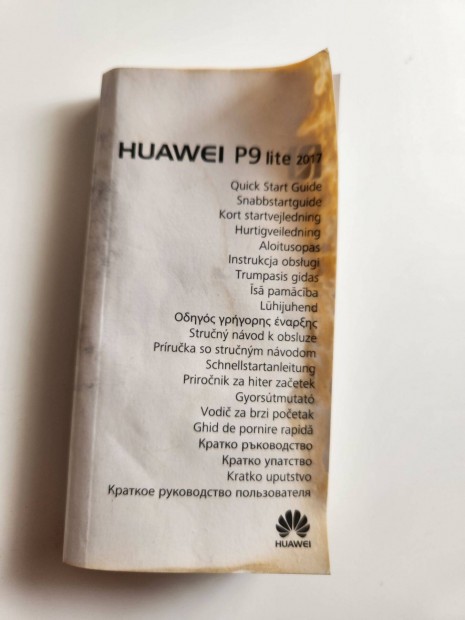 HUAWEI P9 lite 2017
Quick Start Guide
Snabbstartguide
Kort startvejledning
Hurtigveiledning
Aloitusopas
Instrukcja obsługi
Trumpasis gidas
Īsā pamācība
Lühijuhend
Οδηγός γρήγορης έναρξης
Stručný návod k obsluze
Príručka so stručným návodom
Schnellstartanleitung
Priročnik za hiter začetek
Gyorsútmutató
Vodič za brzi početak
Ghid de pornire rapidă
Кратко ръководство
Кратко упатство
Kratko uputstvo
Краткое руководство пользователя
HUAWEI